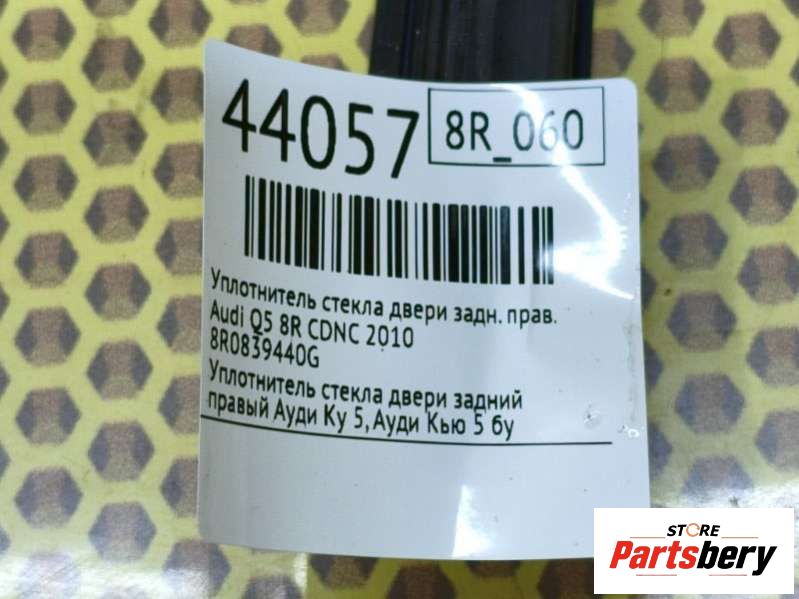 44057
8R_060
Уплотнитель стекла двери задн. прав.
Audi Q5 8R CDNC 2010
8R0839440G
Уплотнитель стекла двери задний
правый Ауди Ку 5, Ауди Кью 5 бу
STORE
Partsbery